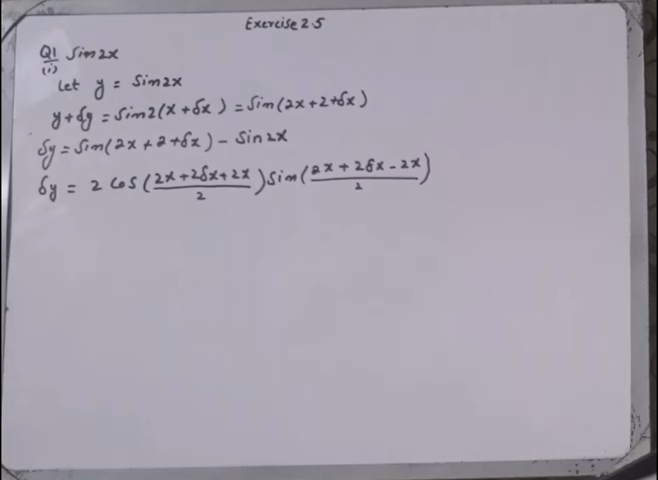 Exercise 2.5
Q1 Sin2x
(i)
Let y = Sin2x
y+δy = Sin2(x+δx) = Sin(2x+2+δx)
δy = Sin(2x+2+δx) - Sin2x
δy = 2 Cos((2x+2δx+2x)/2) Sin((2x+2δx-2x)/2)